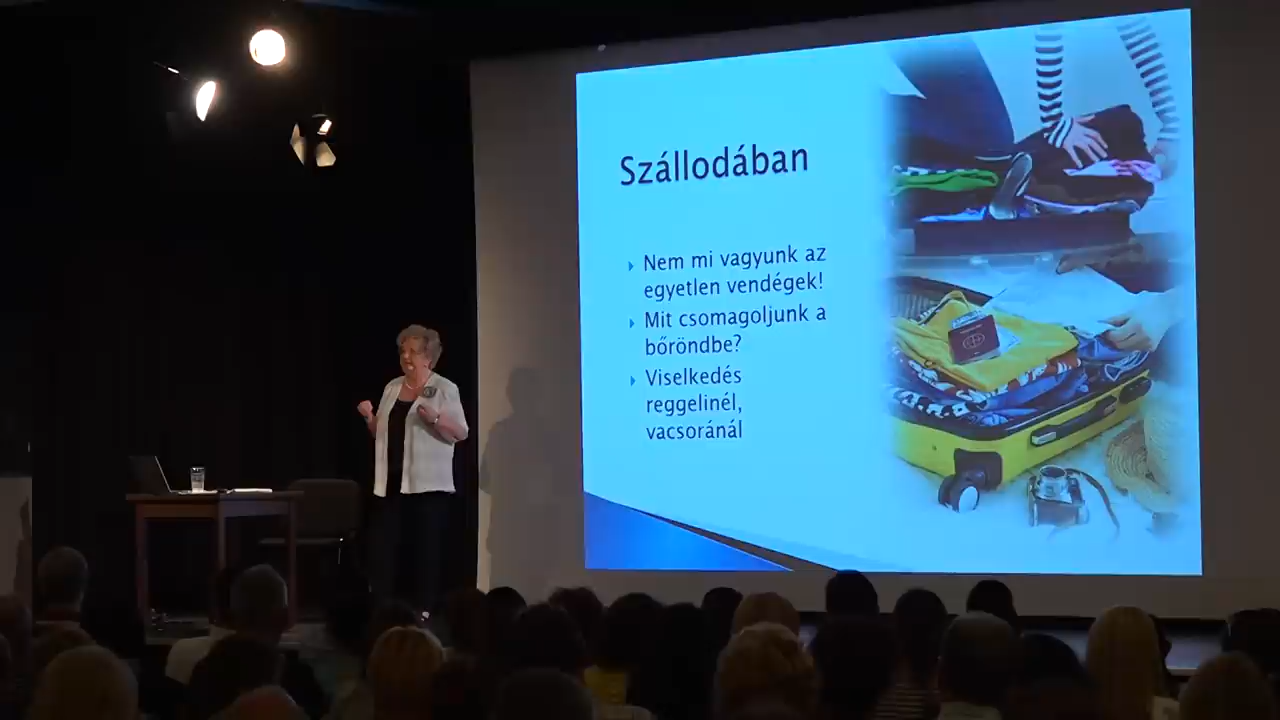 Szállodában
Nem mi vagyunk az
egyetlen vendégek!
Mit csomagoljunk a
bőröndbe?
Viselkedés
reggelinél,
vacsoránál